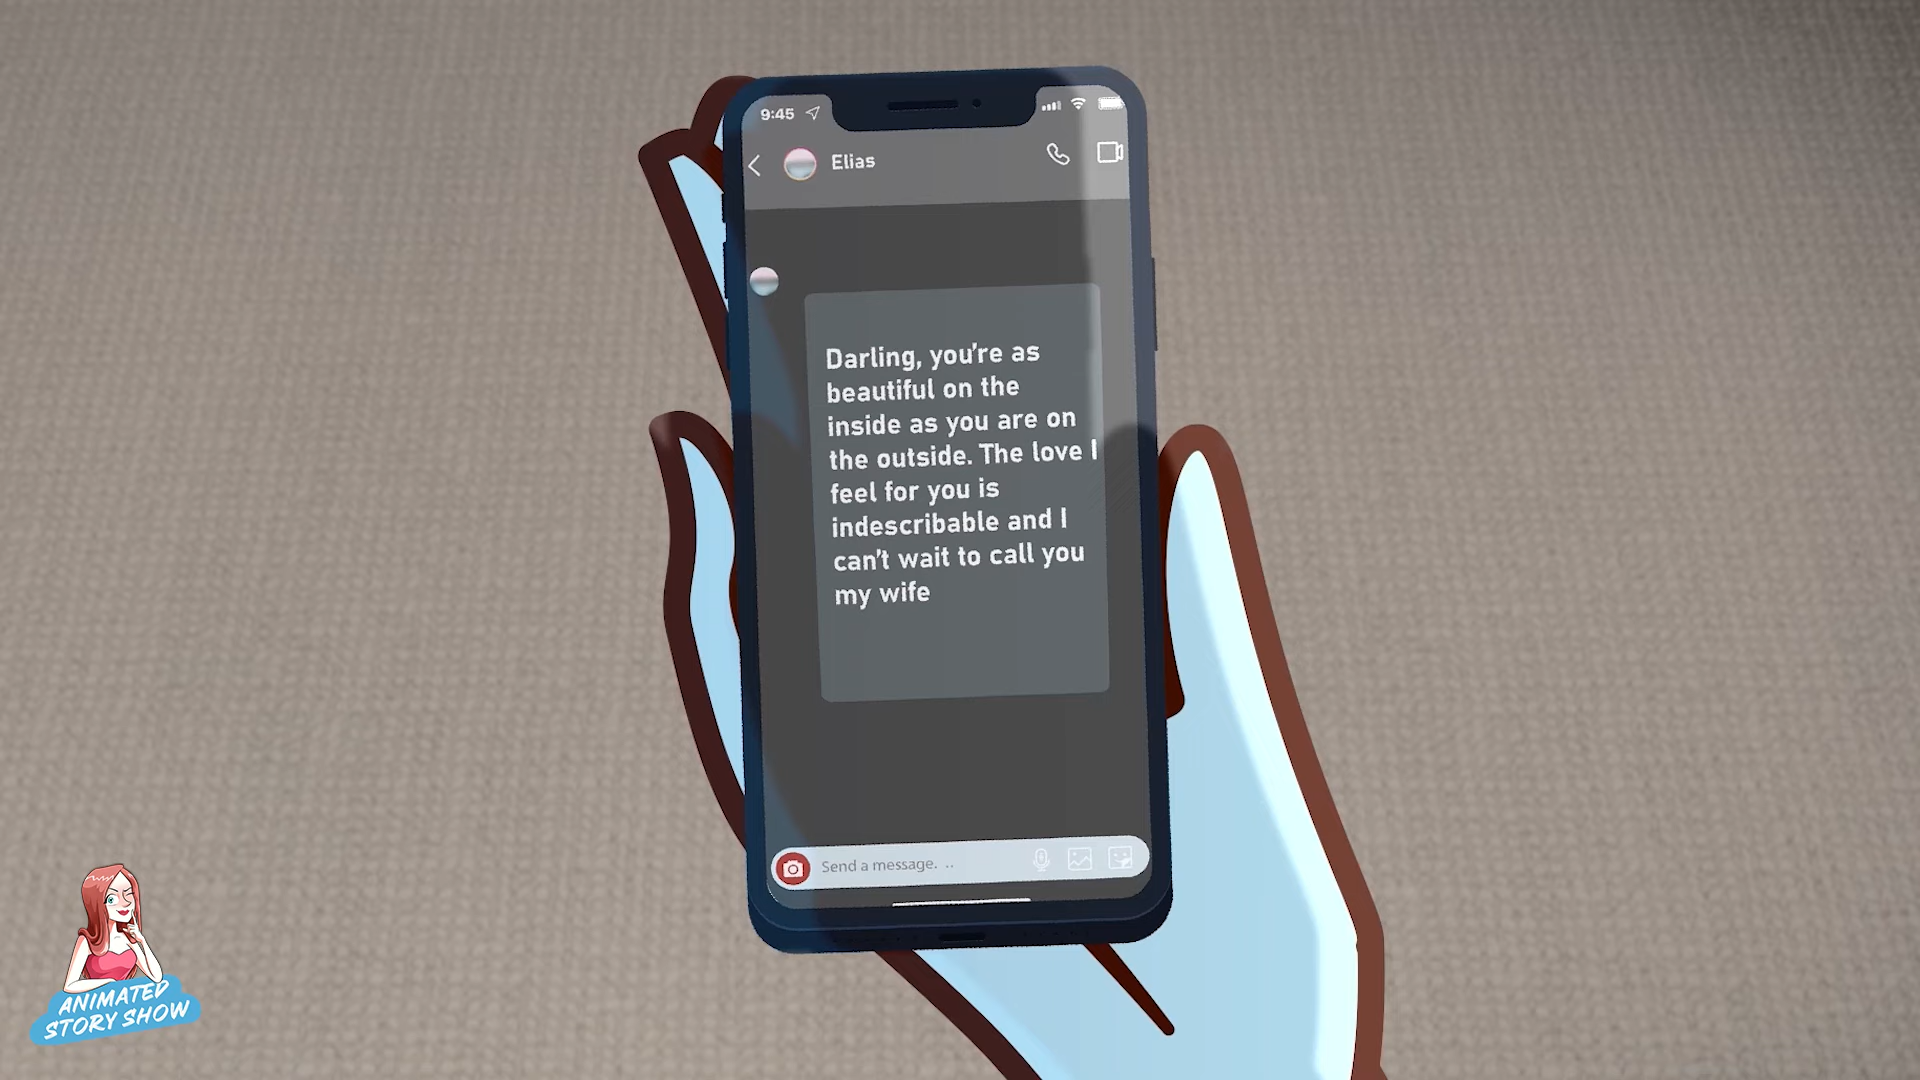 9:45
Elias
Darling, you're as
beautiful on the
inside as you are on
the outside. The love I
feel for you is
indescribable and I
can't wait to call you
my wife
Send a message. ..
ANIMATED
STORY SHOW